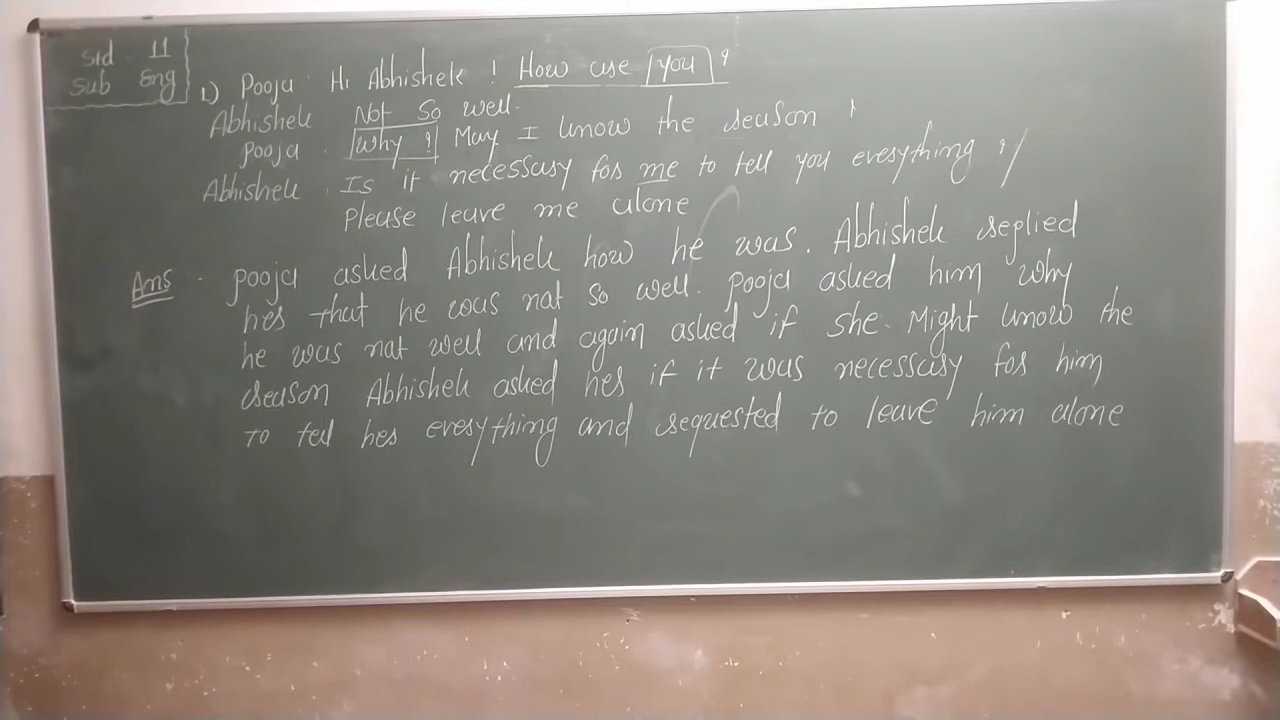 Std 11
Sub Eng
1.) Pooja : Hi Abhishek ! How are you ?
Abhishek Not So well.
Pooja . Why ? May I know the reason ?
Abhishek . Is it necessary for me to tell you everything ?
Please leave me alone
Ans - Pooja asked Abhishek how he was. Abhishek replied
her that he was nat so well. Pooja asked him why
he was nat well and again asked if she. Might know the
reason Abhishek asked her if it was necessary for him
to tell her everything and requested to leave him alone